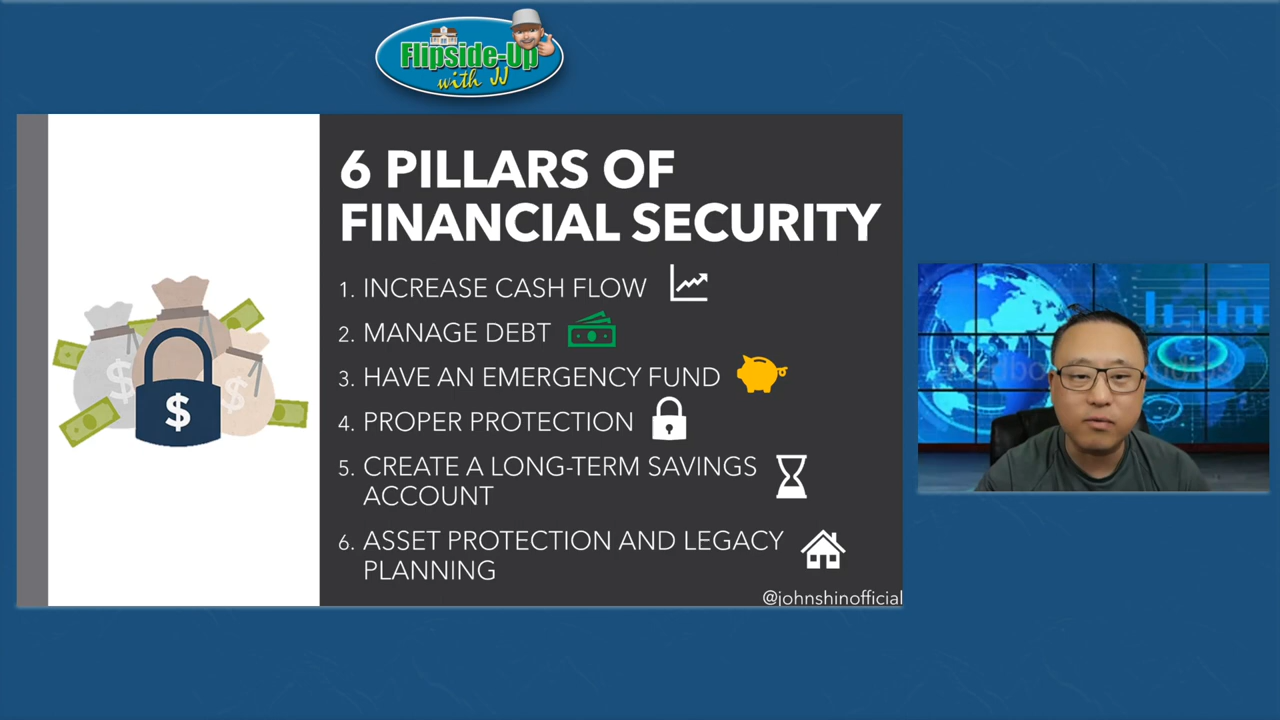 Flipside-Up
with JJ
6 PILLARS OF
FINANCIAL SECURITY
1. INCREASE CASH FLOW
2. MANAGE DEBT
3. HAVE AN EMERGENCY FUND
4. PROPER PROTECTION
5. CREATE A LONG-TERM SAVINGS
ACCOUNT
6. ASSET PROTECTION AND LEGACY
PLANNING
@johnshinofficial
$
$
$